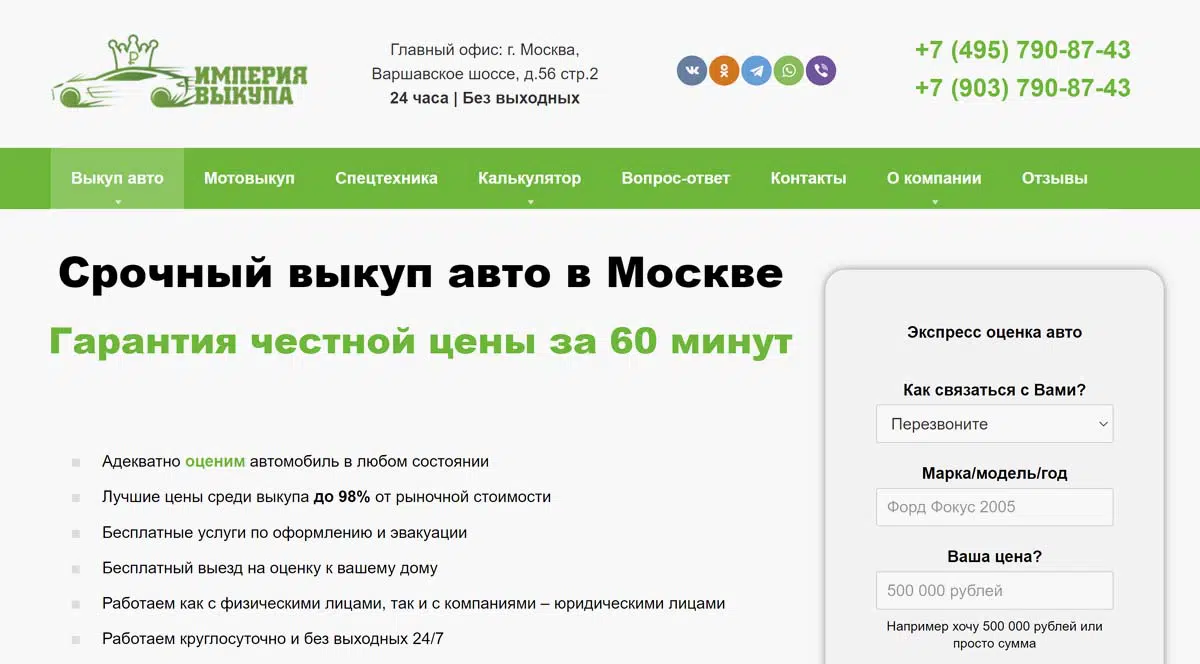 ИМПЕРИЯ
ВЫКУПА
Главный офис: г. Москва,
Варшавское шоссе, д.56 стр.2
24 часа | Без выходных
+7 (495) 790-87-43
+7 (903) 790-87-43
Выкуп авто
Мотовыкуп
Спецтехника
Калькулятор
Вопрос-ответ
Контакты
О компании
Отзывы
Срочный выкуп авто в Москве
Гарантия честной цены за 60 минут
Адекватно оценим автомобиль в любом состоянии
Лучшие цены среди выкупа до 98% от рыночной стоимости
Бесплатные услуги по оформлению и эвакуации
Бесплатный выезд на оценку к вашему дому
Работаем как с физическими лицами, так и с компаниями – юридическими лицами
Работаем круглосуточно и без выходных 24/7
Экспресс оценка авто
Как связаться с Вами?
Перезвоните
Марка/модель/год
Форд Фокус 2005
Ваша цена?
500 000 рублей
Например хочу 500 000 рублей или
просто сумма